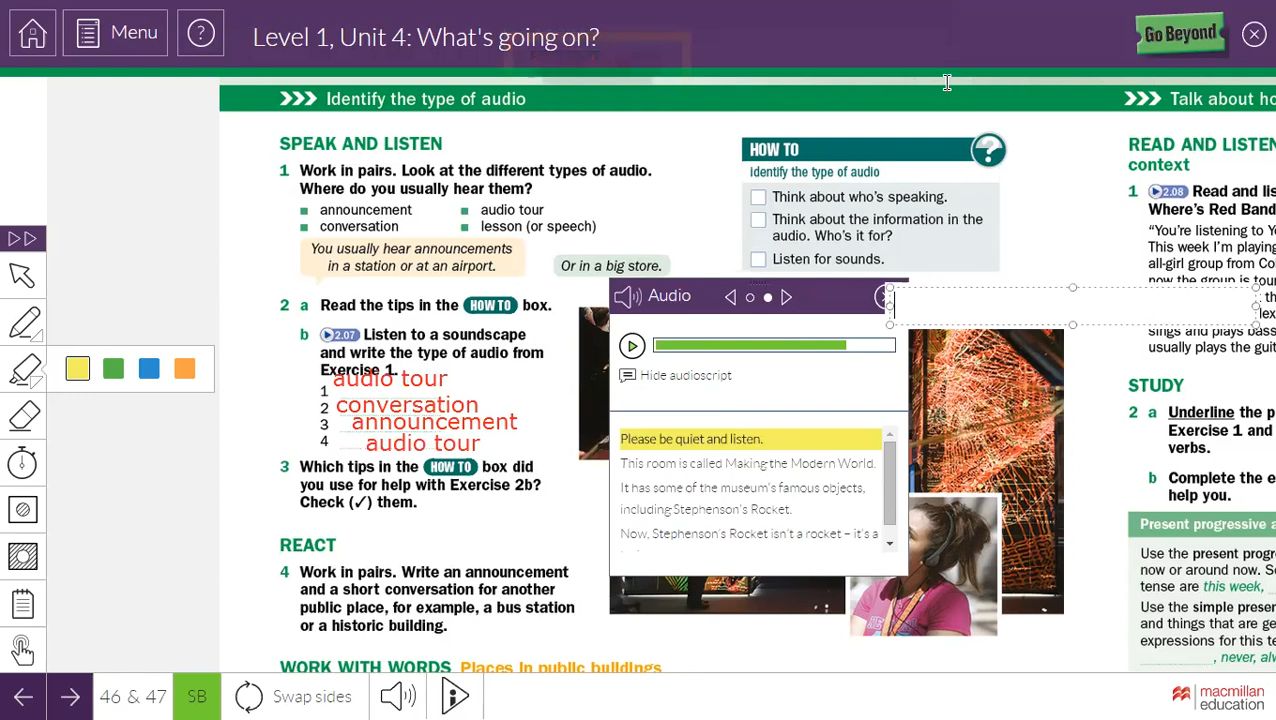 Menu
?
Level 1, Unit 4: What's going on?
Go Beyond
>>> Identify the type of audio
>>> Talk about ho
SPEAK AND LISTEN
1 Work in pairs. Look at the different types of audio.
Where do you usually hear them?
announcement
audio tour
conversation
lesson (or speech)
You usually hear announcements
in a station or at an airport.
Or in a big store.
2 a Read the tips in the HOW TO box.
b 2.07 Listen to a soundscape
and write the type of audio from
Exercise 1.
1 audio tour
2 conversation
3 announcement
4 audio tour
3 Which tips in the HOW TO box did
you use for help with Exercise 2b?
Check (✓) them.
REACT
4 Work in pairs. Write an announcement
and a short conversation for another
public place, for example, a bus station
or a historic building.
WORK WITH WORDS Places in public buildings
HOW TO
?
Identify the type of audio
Think about who's speaking.
Think about the information in the
audio. Who's it for?
Listen for sounds.
Audio
Hide audioscript
Please be quiet and listen.
This room is called Making the Modern World.
It has some of the museum's famous objects,
including Stephenson's Rocket.
Now, Stephenson's Rocket isn't a rocket – it's a
READ AND LISTEN
context
1 2.08 Read and lis
Where's Red Band
"You're listening to Yo
This week I'm playing
all-girl group from Co
now the group is tour
sings and plays bass
usually plays the guit
STUDY
2 a Underline the p
Exercise 1 and
verbs.
b Complete the e
help you.
Present progressive a
Use the present progr
now or around now. So
tense are this week,
Use the simple presen
and things that are ge
expressions for this te
, never, alw
46 & 47
SB
Swap sides
macmillan
education